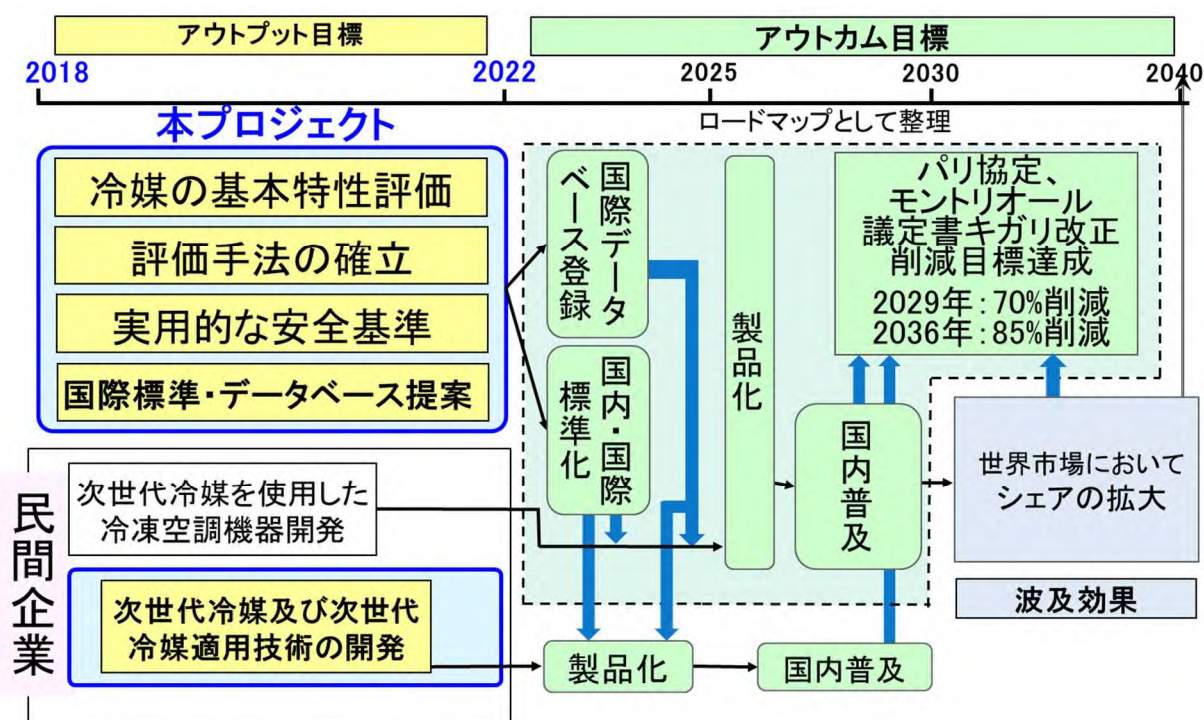 アウトプット目標
アウトカム目標
2018
2022
2025
2030
2040
本プロジェクト
ロードマップとして整理
冷媒の基本特性評価
評価手法の確立
実用的な安全基準
国際標準・データベース提案
国際データ
ベース登録
国内・国際
標準化
製品化
パリ協定、
モントリオール
議定書キガリ改正
削減目標達成
2029年：70%削減
2036年：85%削減
国内普及
世界市場において
シェアの拡大
波及効果
民間企業
次世代冷媒を使用した
冷凍空調機器開発
次世代冷媒及び次世代
冷媒適用技術の開発
製品化
国内普及